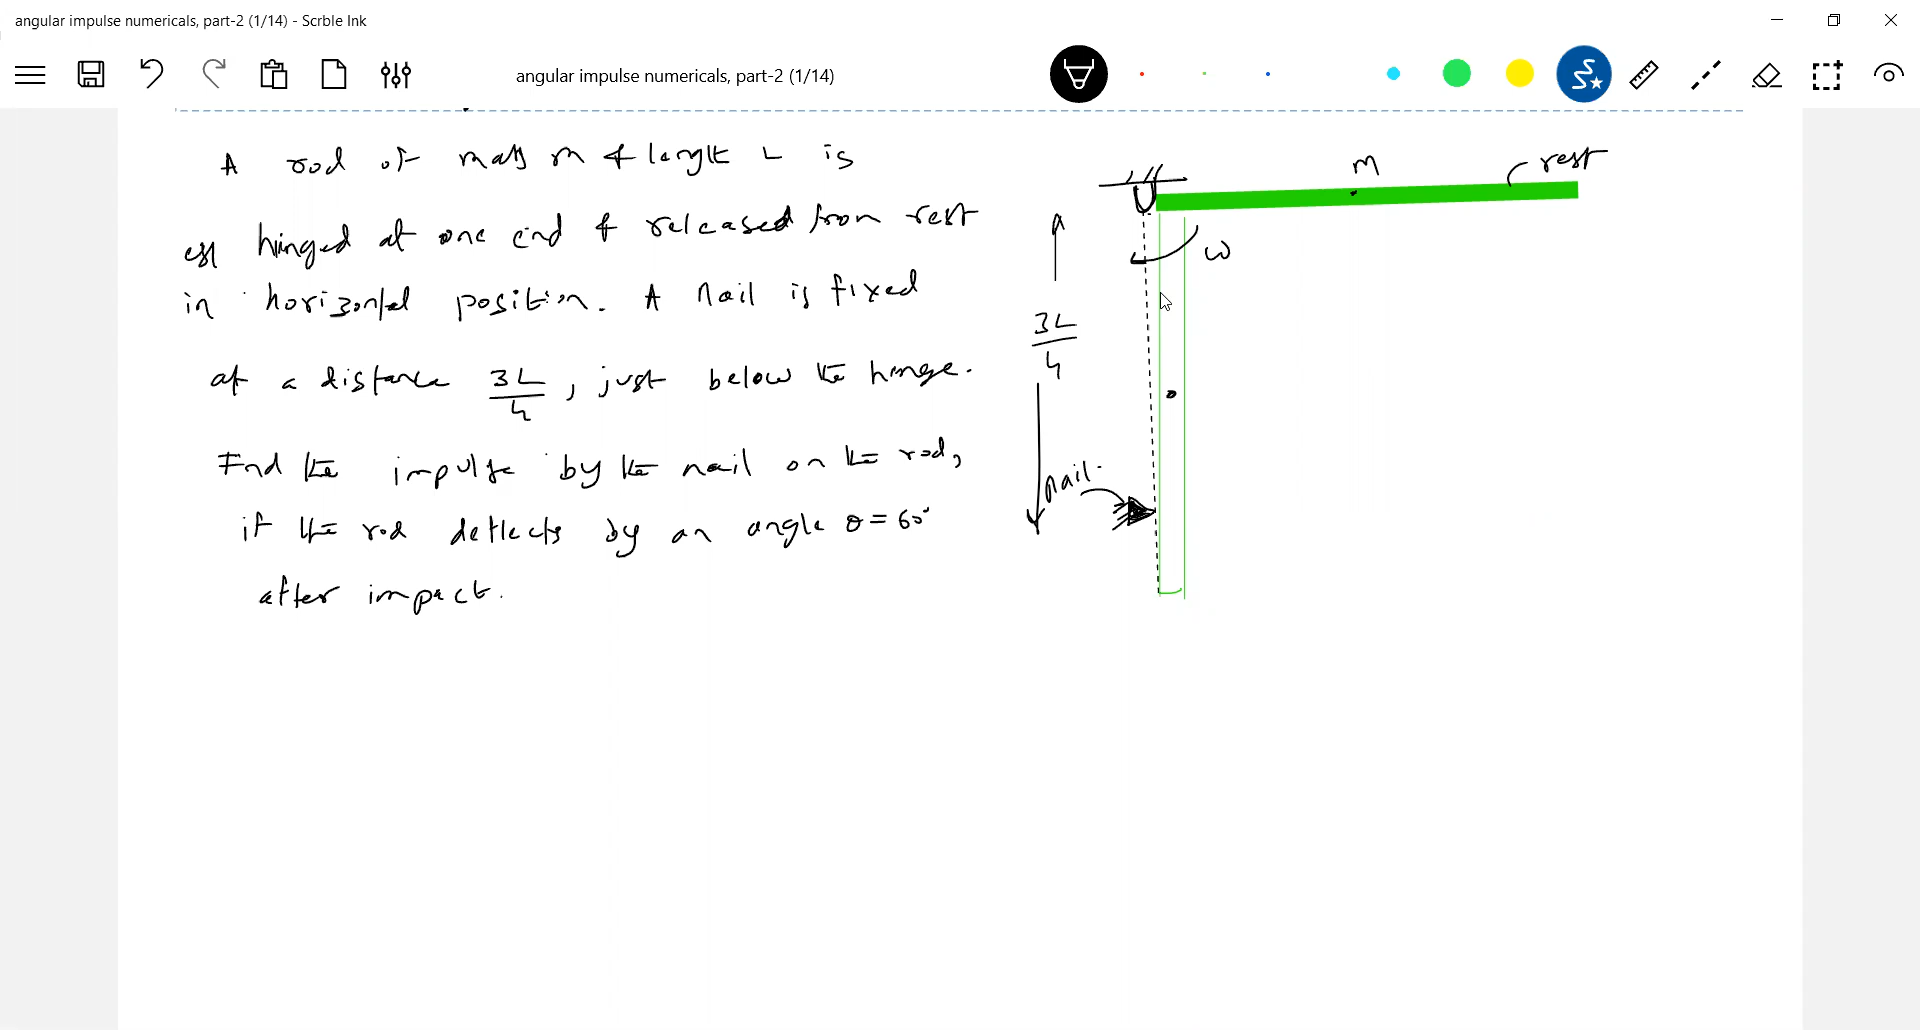 angular impulse numericals, part-2 (1/14) - Scrble Ink
angular impulse numericals, part-2 (1/14)
A rod of mass m & length L is
hinged at one end & released from rest
in horizontal position. A nail is fixed
at a distance 3L/4, just below the hinge.
Find the impulse by the nail on the rod,
if the rod deflects by an angle θ = 60°
after impact.
m
rest
ω
3L/4
nail.